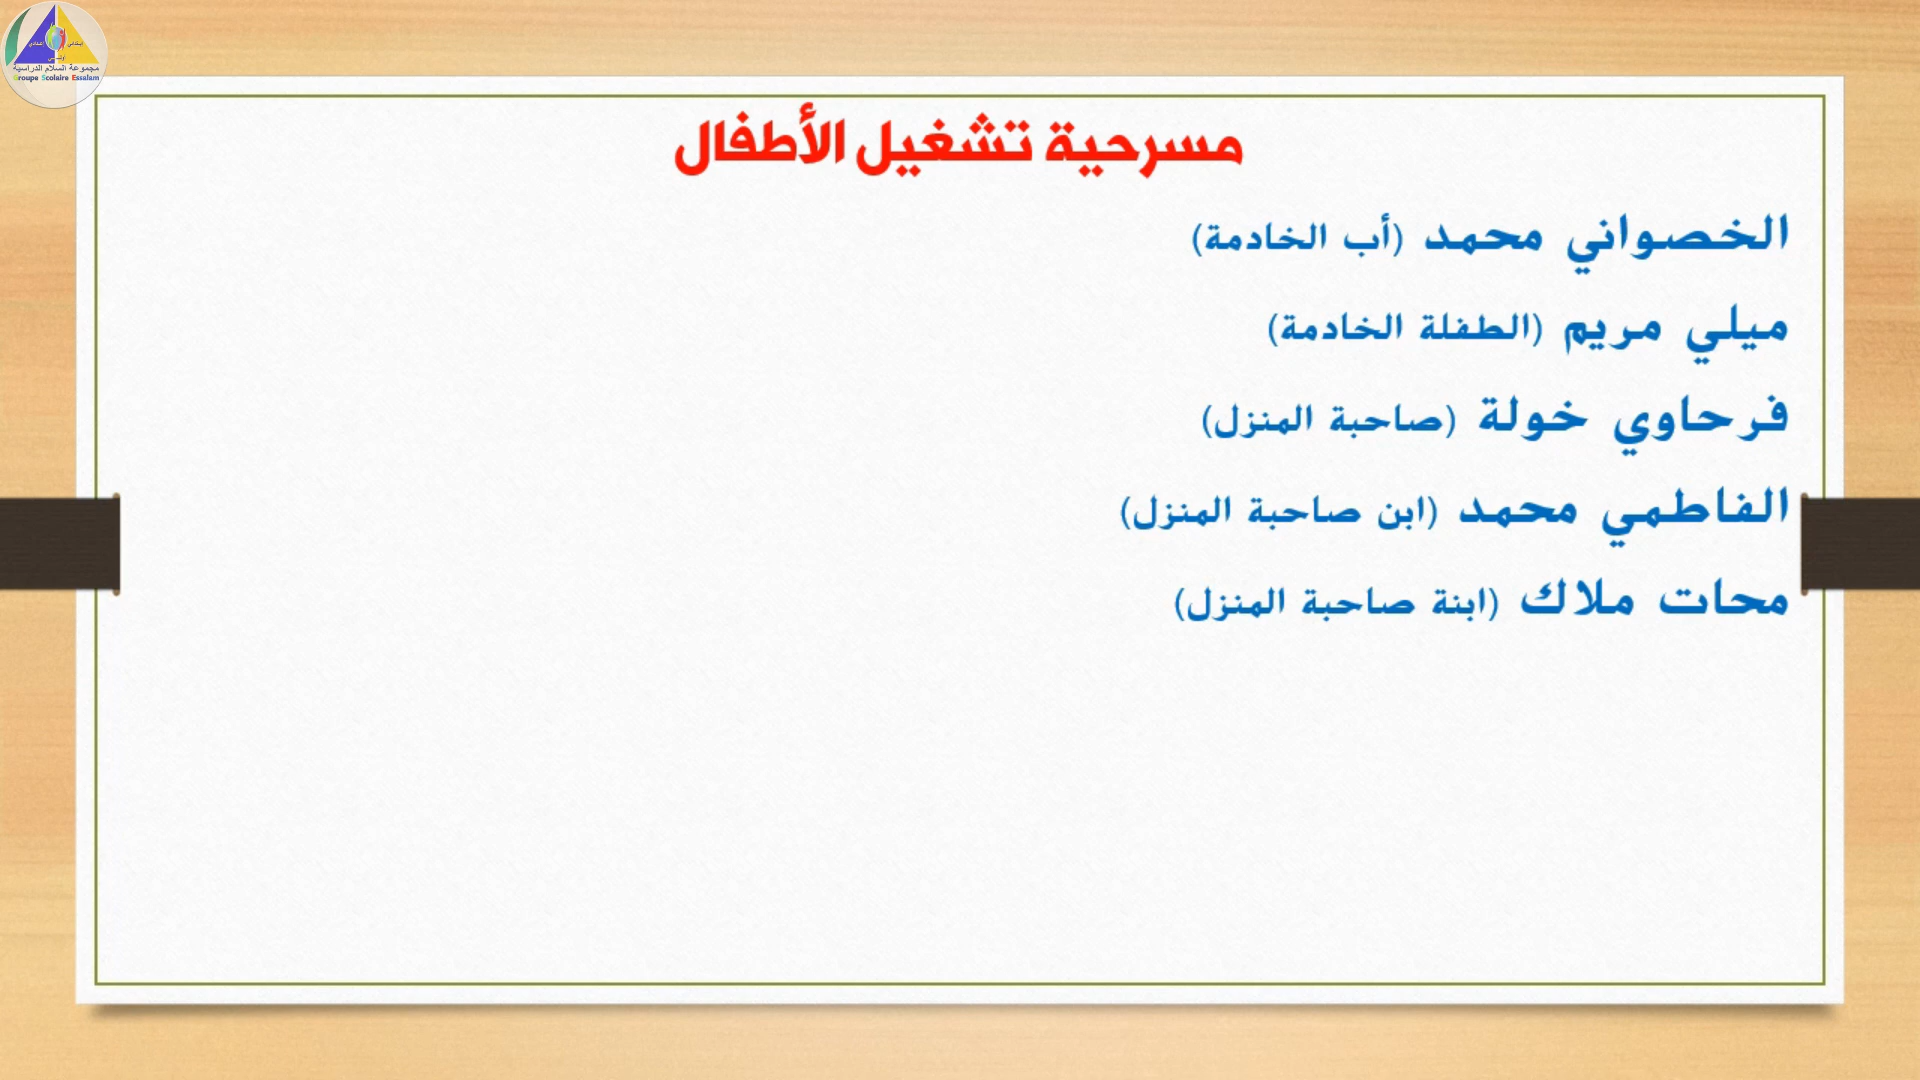 مجموعة السلام الدراسية
Groupe Scolaire Essalam
مسرحية تشغيل الأطفال
الخصواني محمد (أب الخادمة)
ميلي مريم (الطفلة الخادمة)
فرحاوي خولة (صاحبة المنزل)
الفاطمي محمد (ابن صاحبة المنزل)
محات ملاك (ابنة صاحبة المنزل)